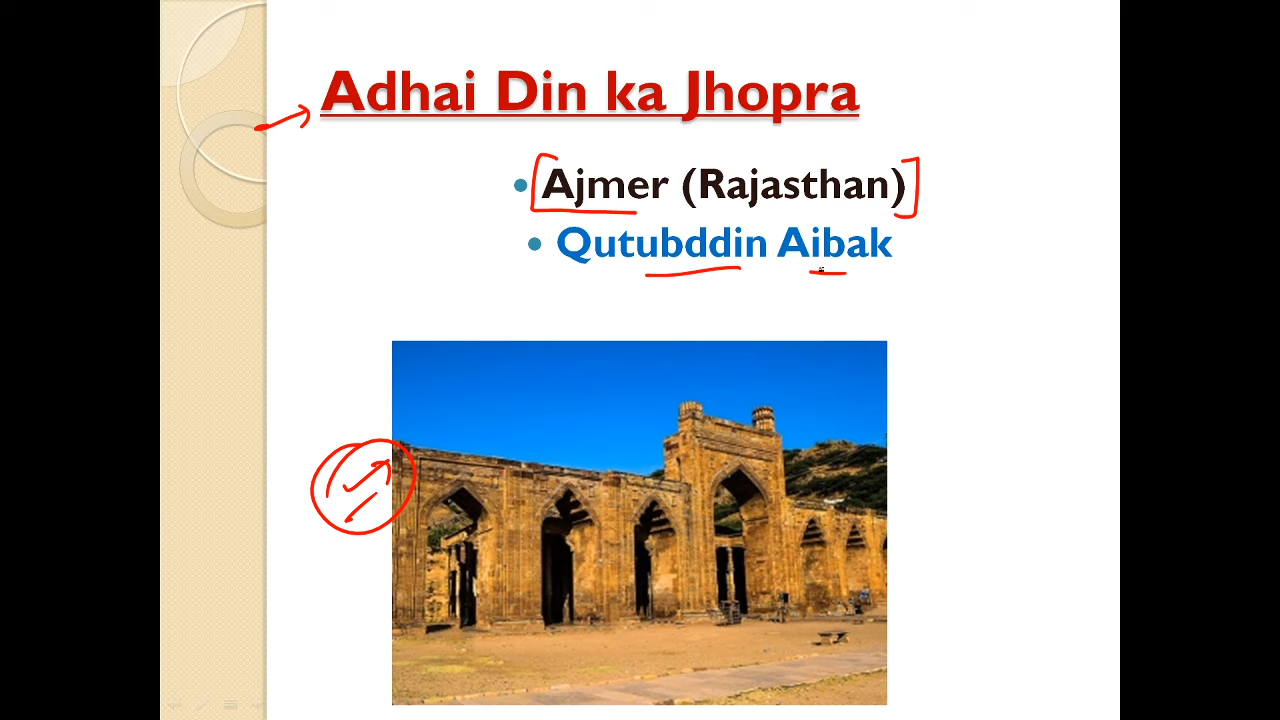 Adhai Din ka Jhopra
• Ajmer (Rajasthan)
• Qutubddin Aibak